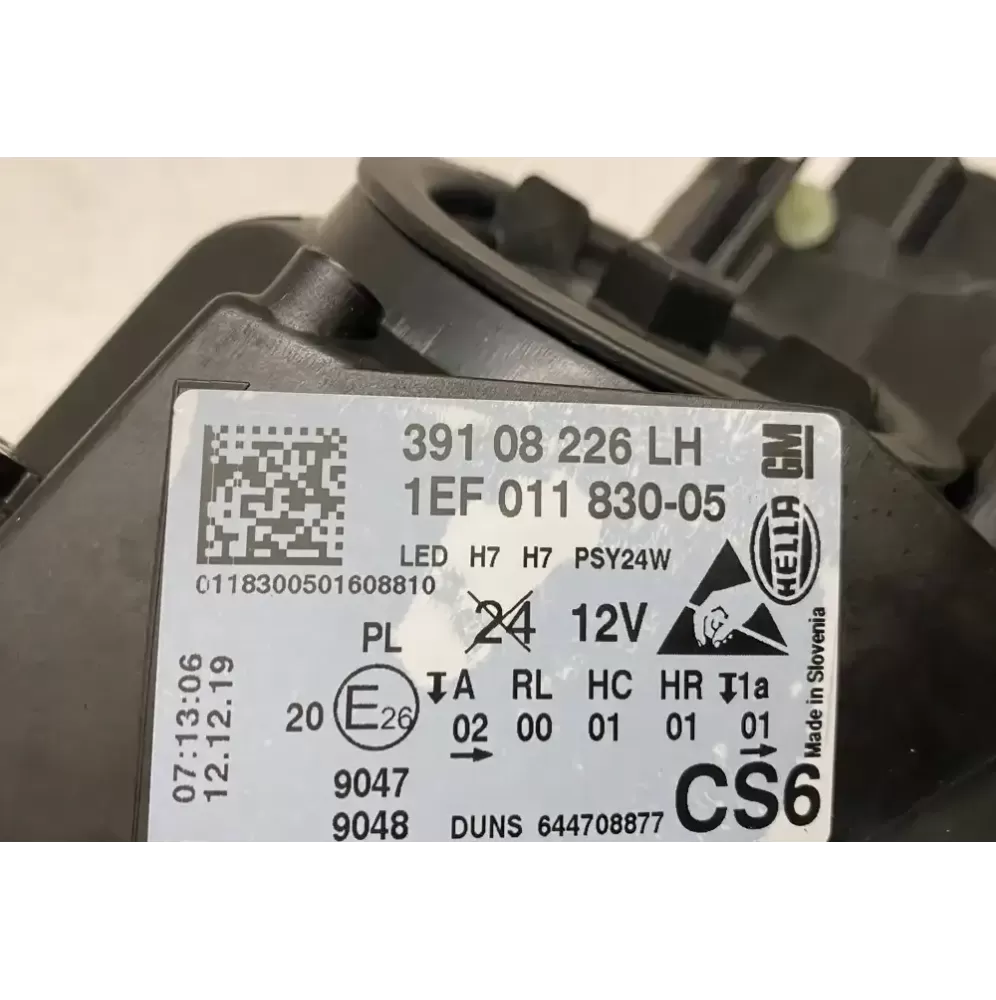 39 1 08 226 LH
GM
1EF 011 830-05
HELLA
LED H7 H7 PSY24W
0118300501608810
PL 24 12V
07:13:06
12.12.19
20 E26
A RL HC HR 1a
02 00 01 01 01
Made in Slovenia
9047
9048
DUNS 644708877
CS6